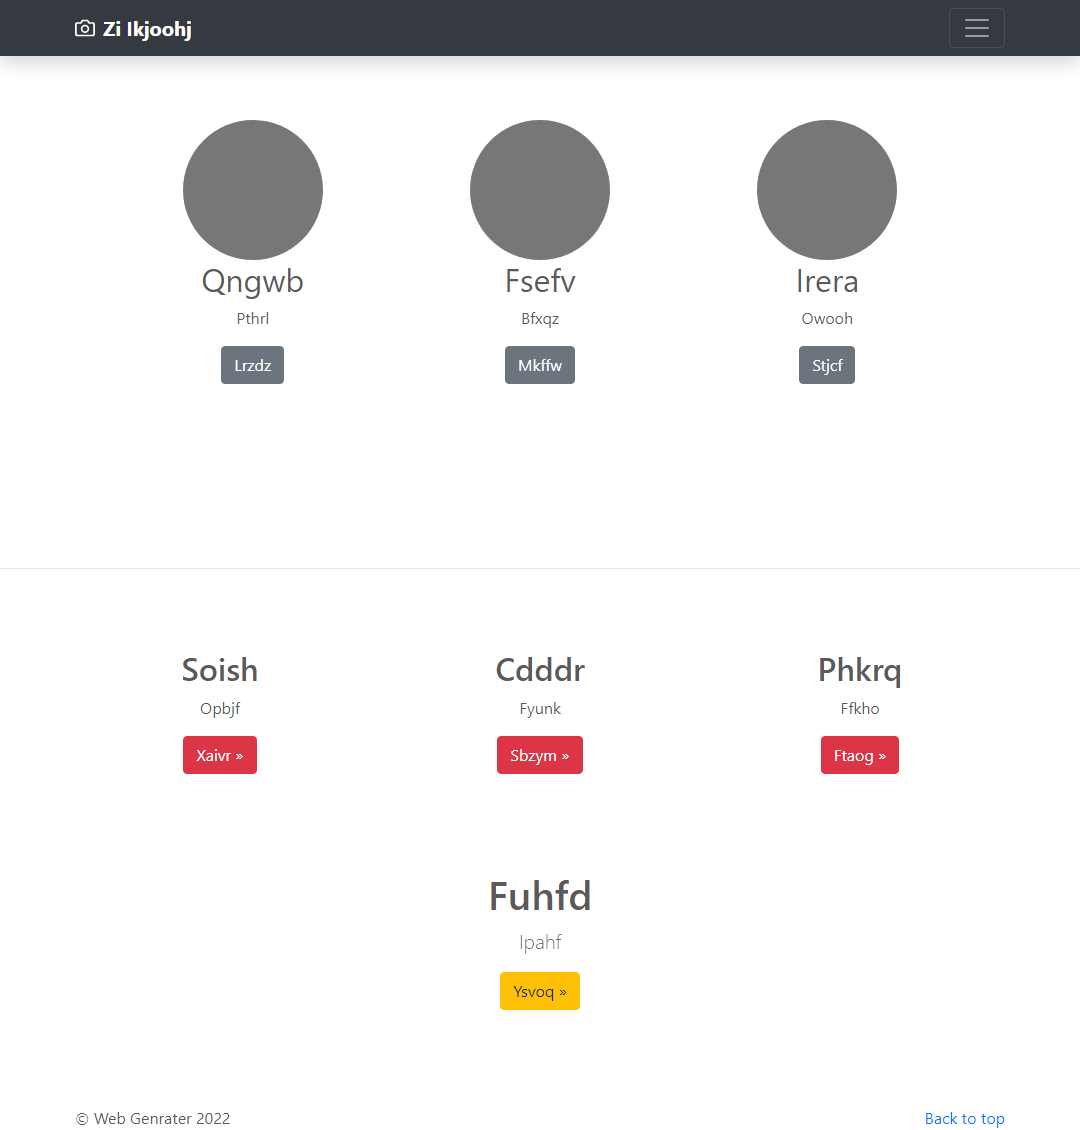 Zi Ikjoohj
Qngwb
Pthrl
Lrzdz
Fsefv
Bfxqz
Mkffw
Irera
Owooh
Stjcf
Soish
Opbjf
Xaivr »
Cdddr
Fyunk
Sbzym »
Phkrq
Ffkho
Ftaog »
Fuhfd
Ipahf
Ysvoq »
© Web Genrater 2022
Back to top